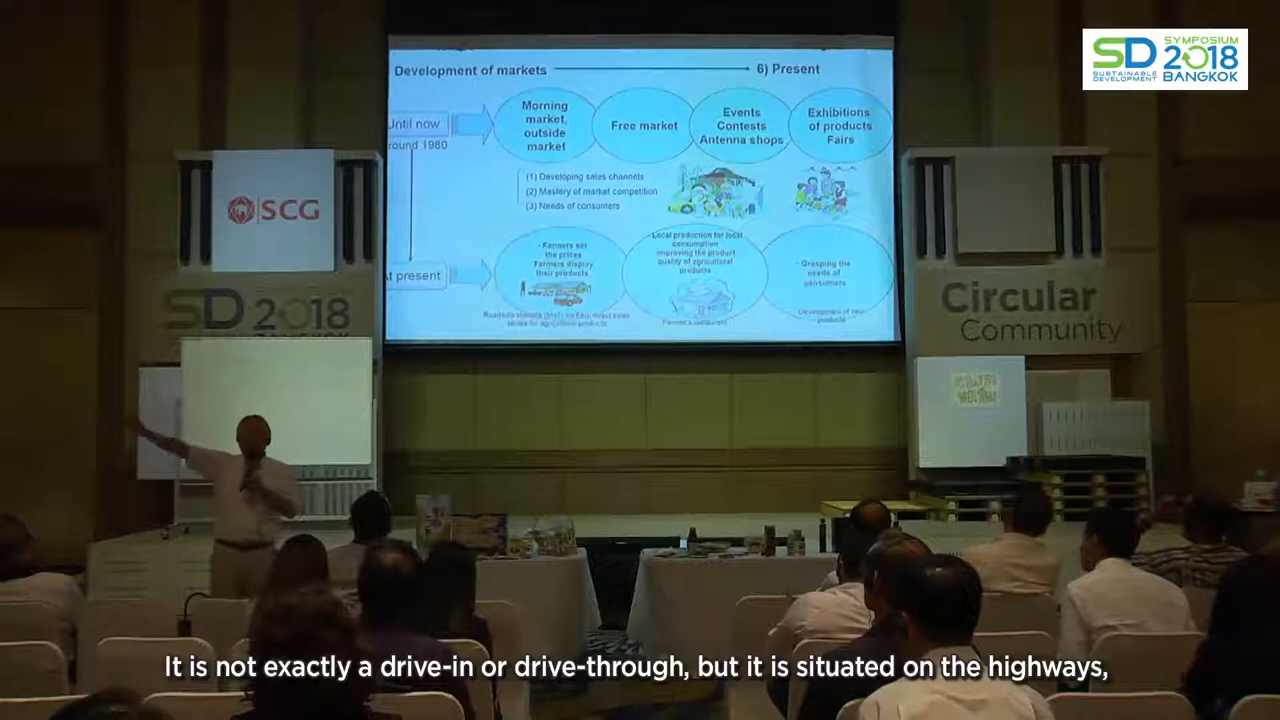 SD SYMPOSIUM 2018
SUSTAINABLE DEVELOPMENT BANGKOK
Development of markets
6) Present
Until now
round 1980
Morning
market,
outside
market
Free market
Events
Contests
Antenna shops
Exhibitions
of products
Fairs
(1) Developing sales channels
(2) Mastery of market competition
(3) Needs of consumers
At present
- Farmers set
the prices
Farmers display
their products
- Local production for local
consumption
improving the product
quality of agricultural
products
- Grasping the
needs of
consumers
Development of new
products
SCG
SD 2018
Circular
Community
It is not exactly a drive-in or drive-through, but it is situated on the highways,